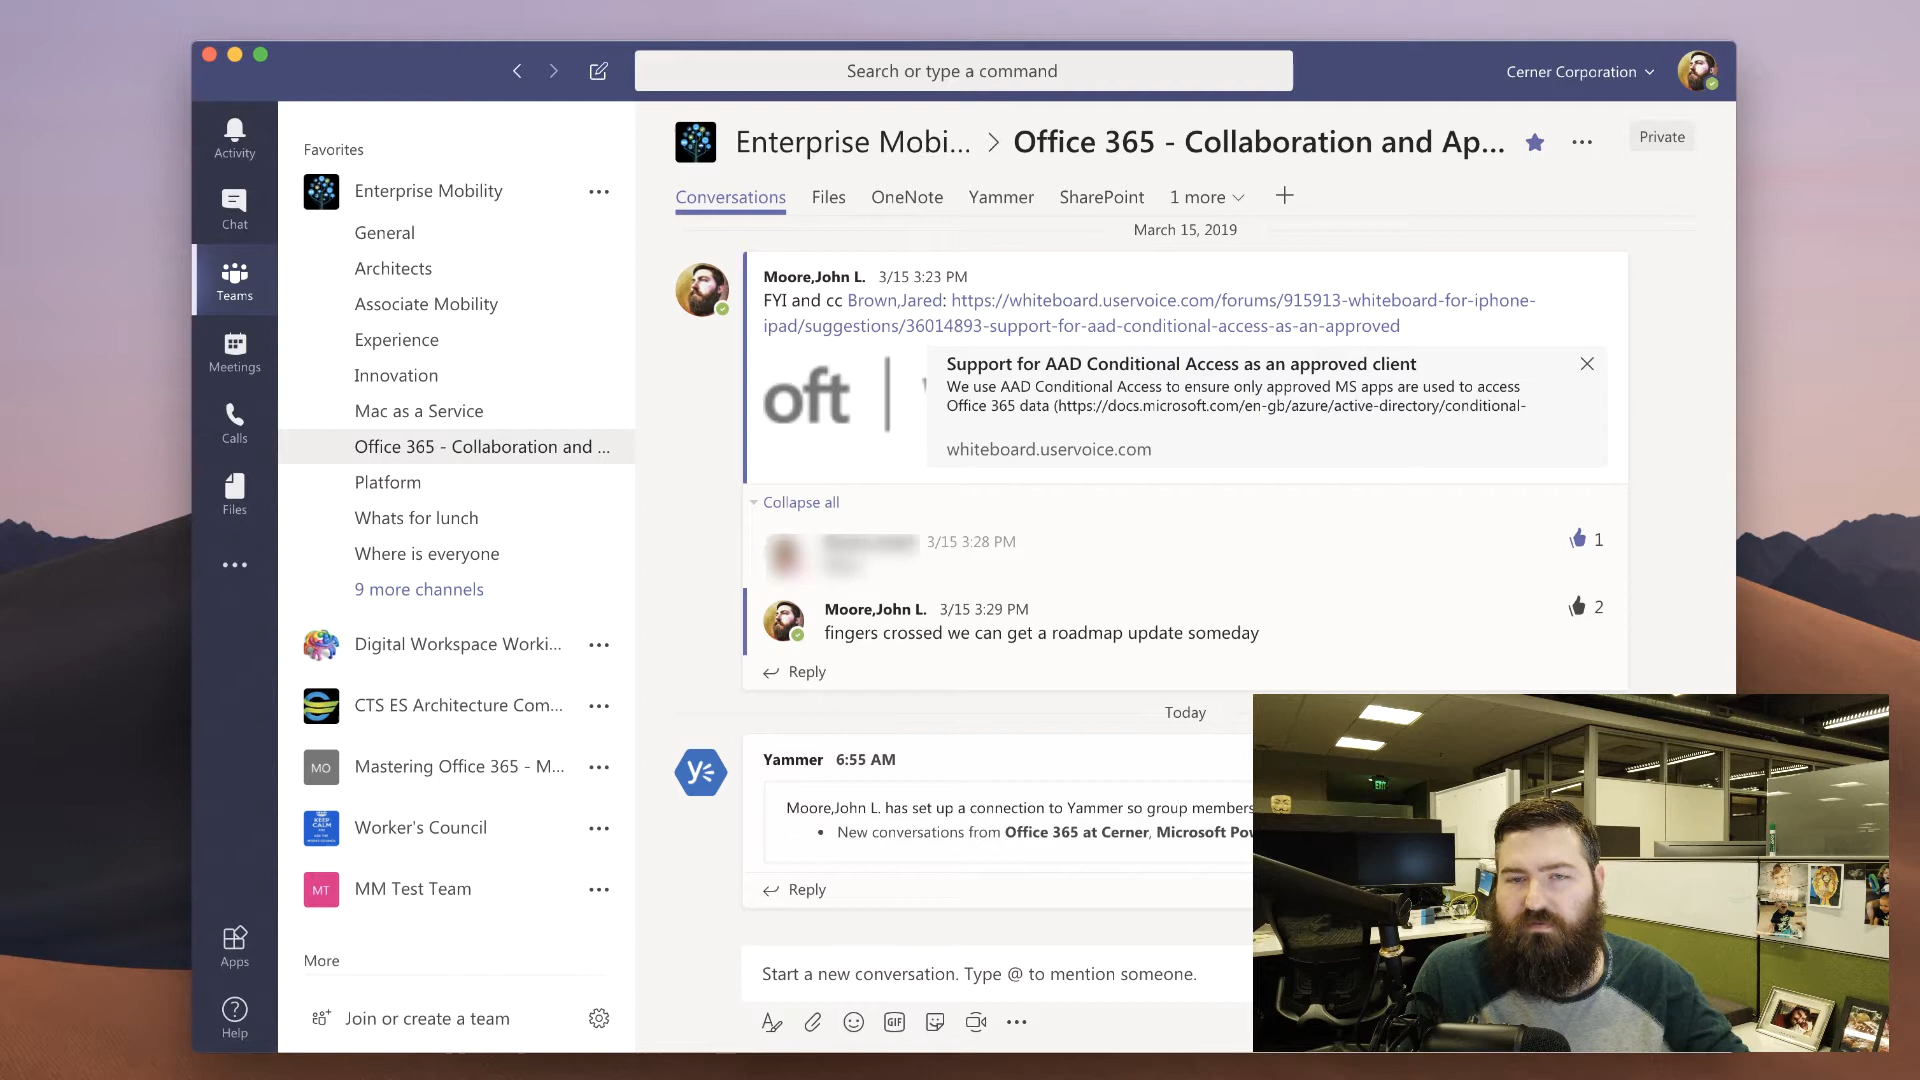 Search or type a command
Cerner Corporation
Activity
Chat
Teams
Meetings
Calls
Files
Apps
Help
Favorites
Enterprise Mobility
General
Architects
Associate Mobility
Experience
Innovation
Mac as a Service
Office 365 - Collaboration and ...
Platform
Whats for lunch
Where is everyone
9 more channels
Digital Workspace Worki...
CTS ES Architecture Com...
MO
Mastering Office 365 - M...
KEEP
CALM
Worker's Council
MT
MM Test Team
More
Join or create a team
Enterprise Mobi... > Office 365 - Collaboration and Ap...
Private
Conversations Files OneNote Yammer SharePoint 1 more
March 15, 2019
Moore,John L. 3/15 3:23 PM
FYI and cc Brown,Jared: https://whiteboard.uservoice.com/forums/915913-whiteboard-for-iphone-
ipad/suggestions/36014893-support-for-aad-conditional-access-as-an-approved
oft
Support for AAD Conditional Access as an approved client
We use AAD Conditional Access to ensure only approved MS apps are used to access
Office 365 data (https://docs.microsoft.com/en-gb/azure/active-directory/conditional-
whiteboard.uservoice.com
Collapse all
3/15 3:28 PM
1
Moore,John L. 3/15 3:29 PM
2
fingers crossed we can get a roadmap update someday
Reply
Today
Yammer 6:55 AM
Moore,John L. has set up a connection to Yammer so group members
• New conversations from Office 365 at Cerner, Microsoft Pow
Reply
Start a new conversation. Type @ to mention someone.
GIF
EXIT